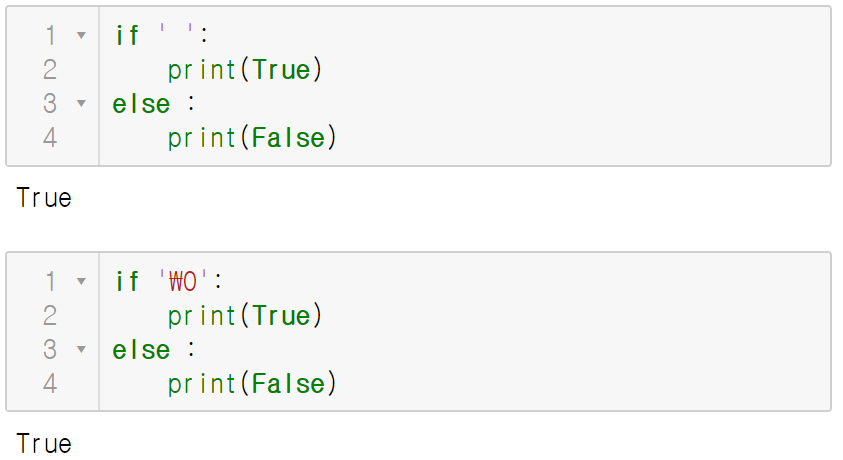 1 ▾ if ' ':
2     print(True)
3 ▾ else :
4     print(False)
True
1 ▾ if '₩0':
2     print(True)
3 ▾ else :
4     print(False)
True